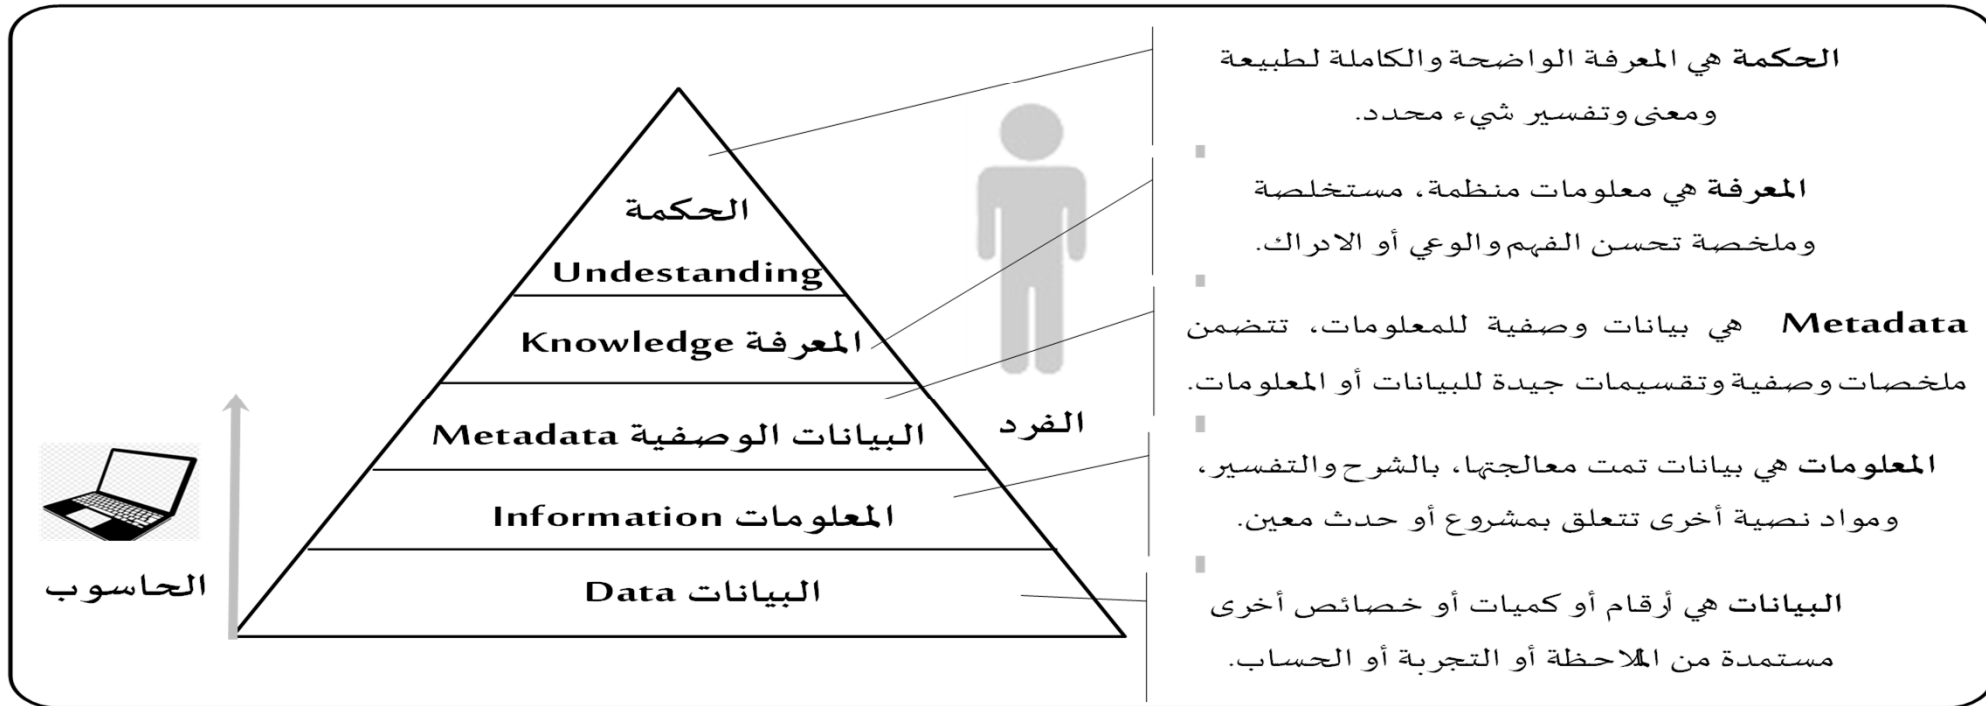 الحكمة هي المعرفة الواضحة والكاملة لطبيعة
ومعنى وتفسير شيء محدد.
المعرفة هي معلومات منظمة، مستخلصة
وملخصة تحسن الفهم والوعي أو الادراك.
Metadata هي بيانات وصفية للمعلومات، تتضمن
ملخصات وصفية وتقسيمات جيدة للبيانات أو المعلومات.
المعلومات هي بيانات تمت معالجتها، بالشرح والتفسير،
ومواد نصية أخرى تتعلق بمشروع أو حدث معين.
البيانات هي أرقام أو كميات أو خصائص أخرى
مستمدة من الملاحظة أو التجربة أو الحساب.
الفرد
الحكمة
Undestanding
المعرفة Knowledge
البيانات الوصفية Metadata
المعلومات Information
البيانات Data
الحاسوب